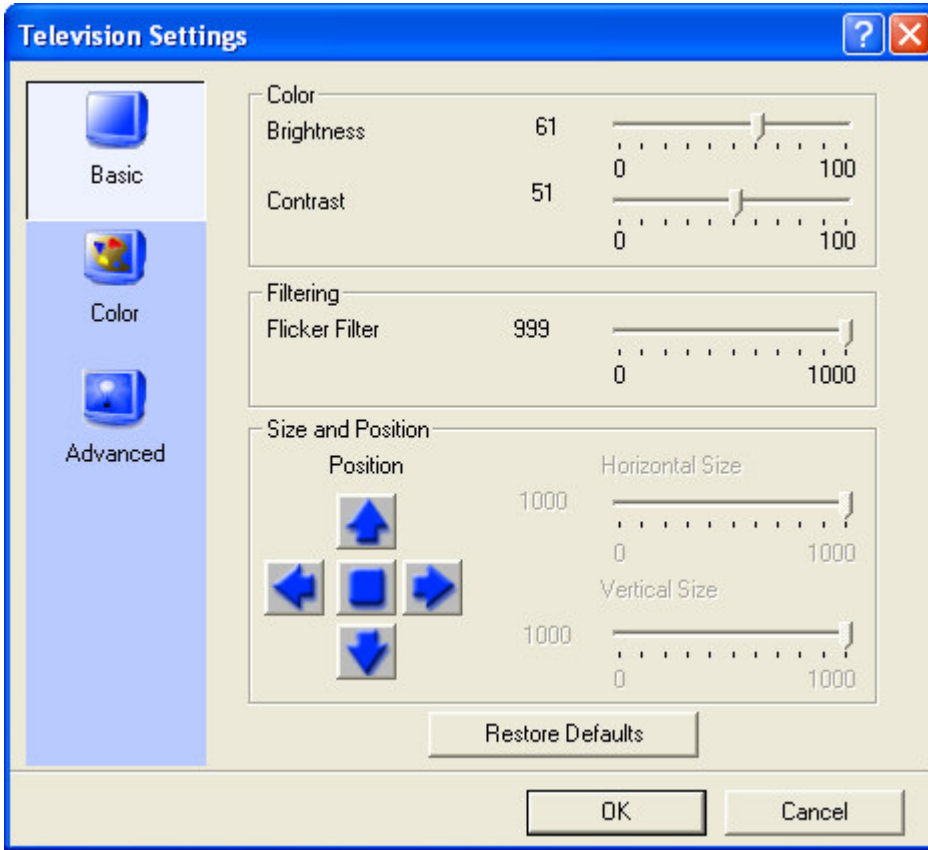 Television Settings
?
Basic
Color
Advanced
Color
Brightness 61
0 100
Contrast 51
0 100
Filtering
Flicker Filter 999
0 1000
Size and Position
Position
Horizontal Size
1000
0 1000
Vertical Size
1000
0 1000
Restore Defaults
OK Cancel